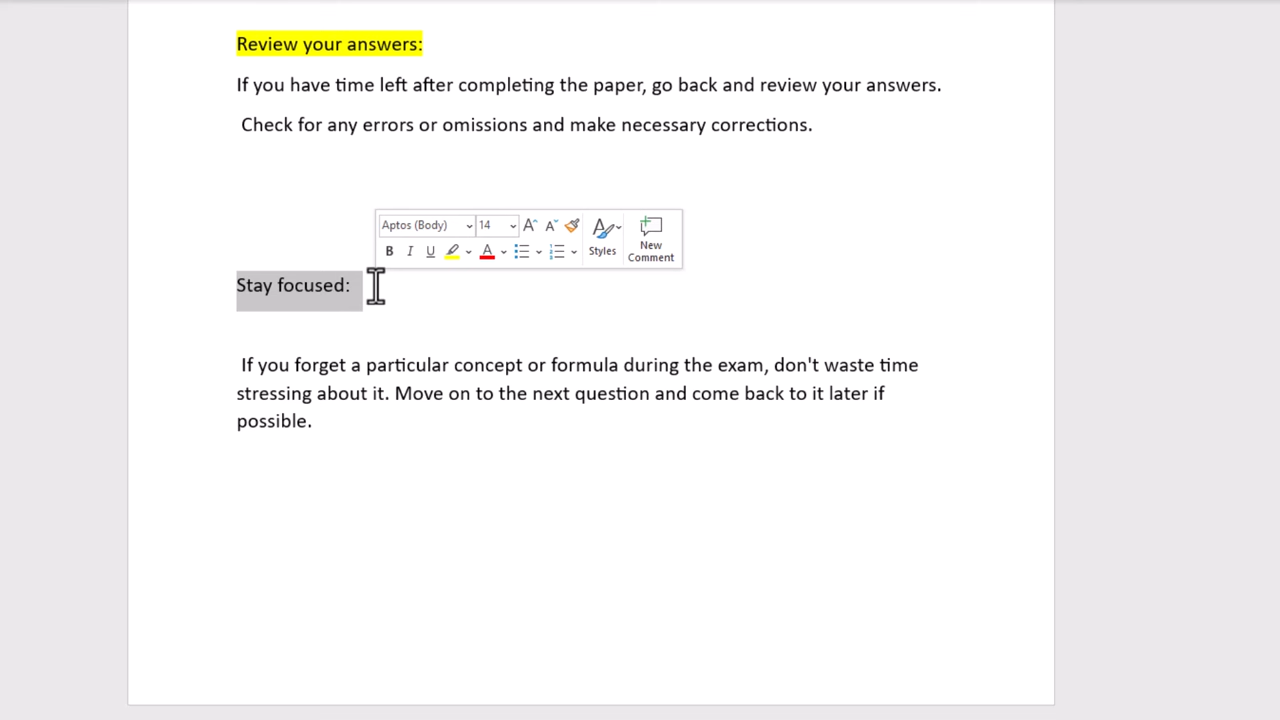 Review your answers:
If you have time left after completing the paper, go back and review your answers.
Check for any errors or omissions and make necessary corrections.
Aptos (Body) 14
B I U A Styles New Comment
Stay focused:
If you forget a particular concept or formula during the exam, don't waste time
stressing about it. Move on to the next question and come back to it later if
possible.